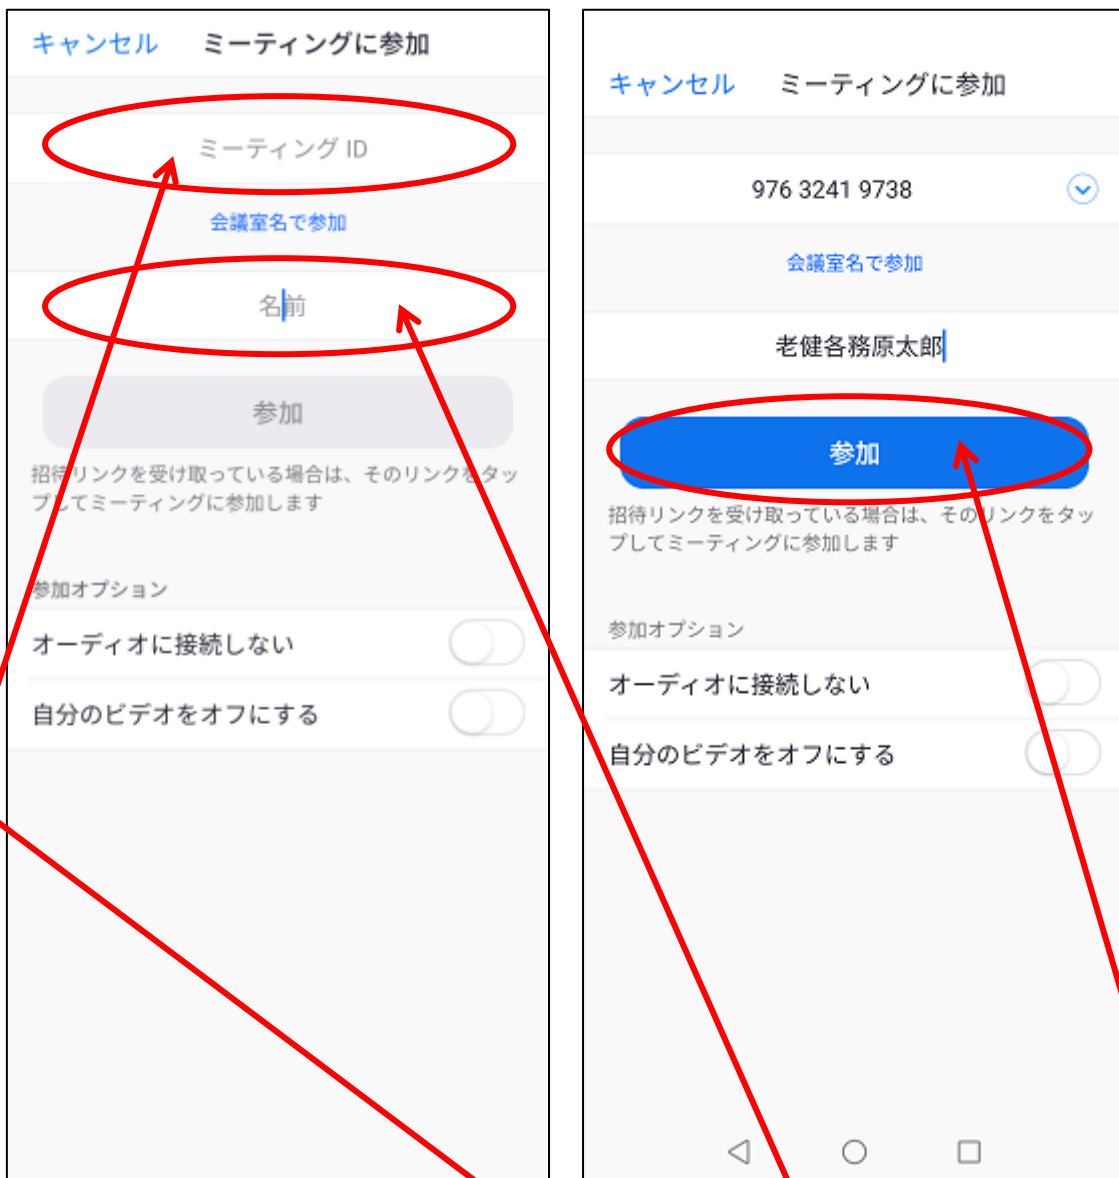 キャンセル ミーティングに参加
ミーティング ID
会議室名で参加
名前
参加
招待リンクを受け取っている場合は、そのリンクをタッ
プしてミーティングに参加します
参加オプション
オーディオに接続しない
自分のビデオをオフにする
キャンセル ミーティングに参加
976 3241 9738
会議室名で参加
老健各務原太郎
参加
招待リンクを受け取っている場合は、そのリンクをタッ
プしてミーティングに参加します
参加オプション
オーディオに接続しない
自分のビデオをオフにする